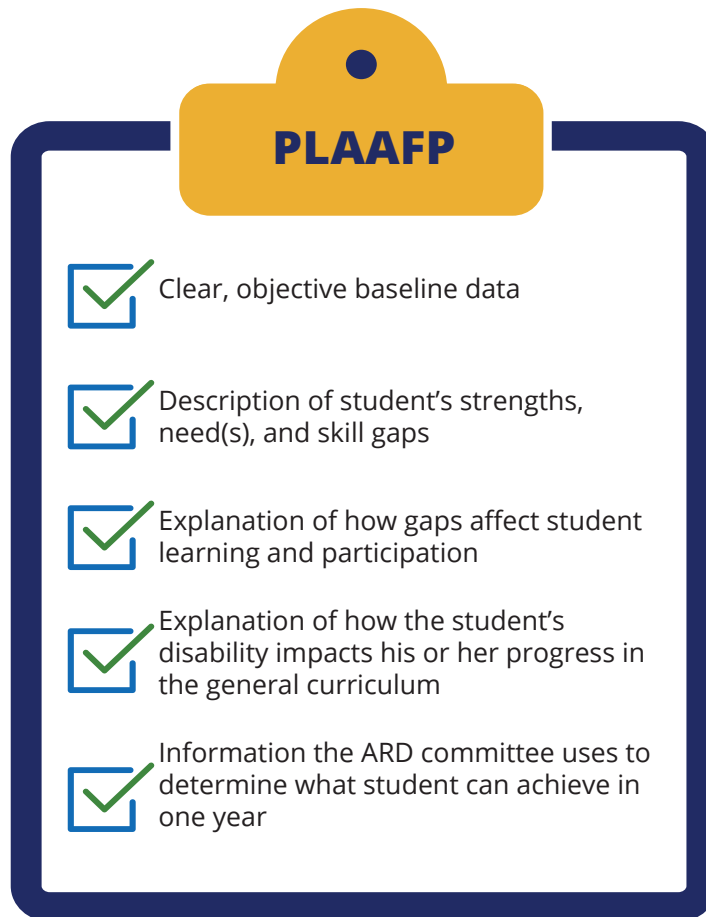 PLAAFP
Clear, objective baseline data
Description of student’s strengths,
need(s), and skill gaps
Explanation of how gaps affect student
learning and participation
Explanation of how the student’s
disability impacts his or her progress in
the general curriculum
Information the ARD committee uses to
determine what student can achieve in
one year